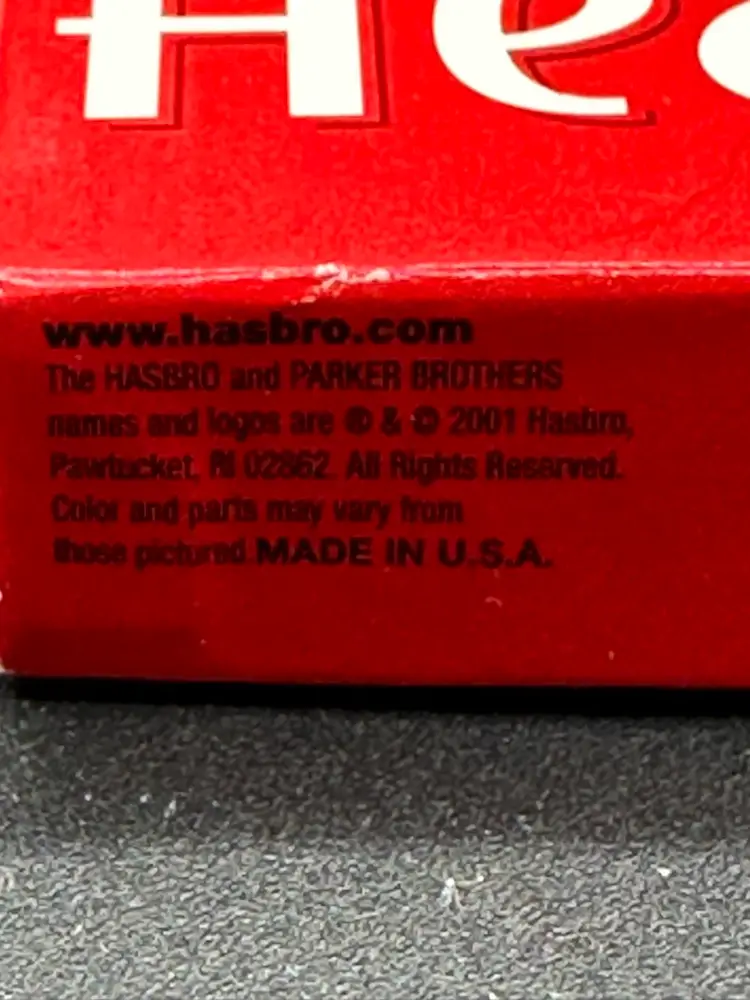 Hea
www.hasbro.com
The HASBRO and PARKER BROTHERS
names and logos are ® & © 2001 Hasbro,
Pawtucket, RI 02862. All Rights Reserved.
Color and parts may vary from
those pictured. MADE IN U.S.A.